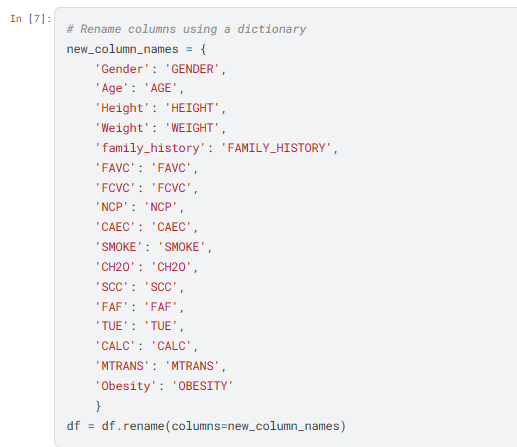 In [7]:
# Rename columns using a dictionary
new_column_names = {
    'Gender': 'GENDER',
    'Age': 'AGE',
    'Height': 'HEIGHT',
    'Weight': 'WEIGHT',
    'family_history': 'FAMILY_HISTORY',
    'FAVC': 'FAVC',
    'FCVC': 'FCVC',
    'NCP': 'NCP',
    'CAEC': 'CAEC',
    'SMOKE': 'SMOKE',
    'CH2O': 'CH2O',
    'SCC': 'SCC',
    'FAF': 'FAF',
    'TUE': 'TUE',
    'CALC': 'CALC',
    'MTRANS': 'MTRANS',
    'Obesity': 'OBESITY'
    }
df = df.rename(columns=new_column_names)